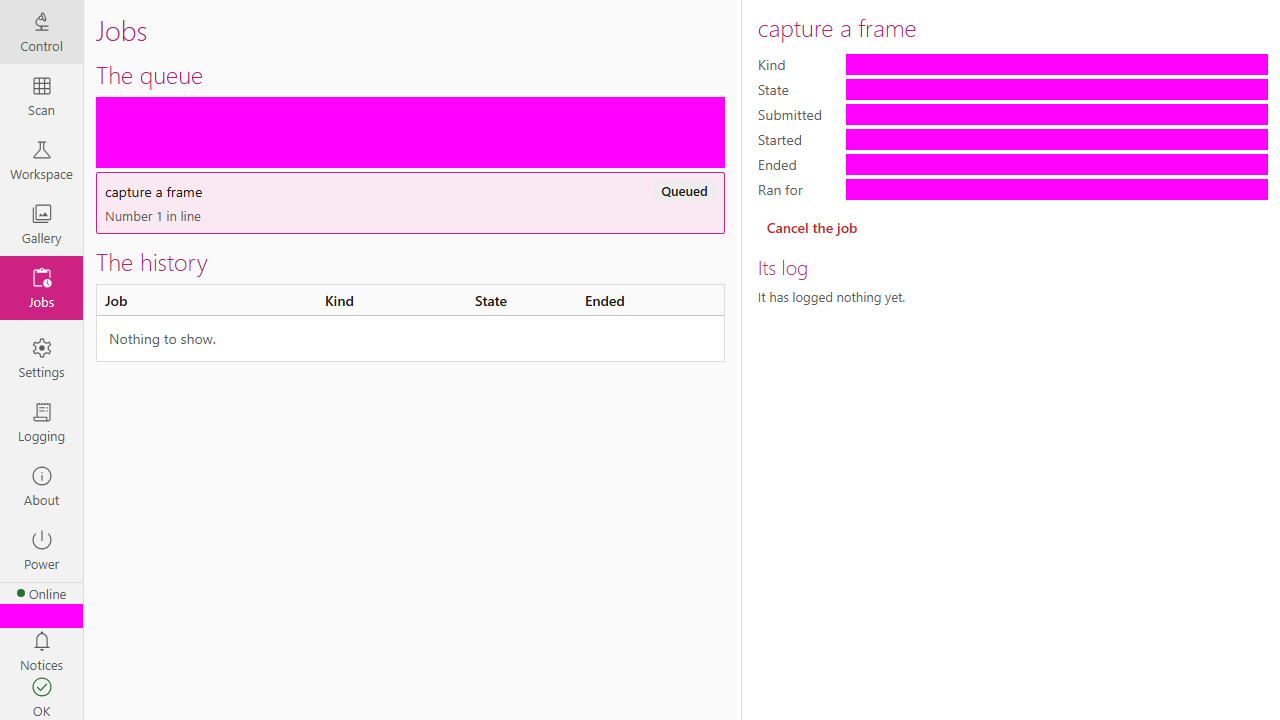 Control
Scan
Workspace
Gallery
Jobs
Settings
Logging
About
Power
Online
Notices
OK
Jobs
The queue
capture a frame
Queued
Number 1 in line
The history
Job Kind State Ended
Nothing to show.
capture a frame
Kind
State
Submitted
Started
Ended
Ran for
Cancel the job
Its log
It has logged nothing yet.